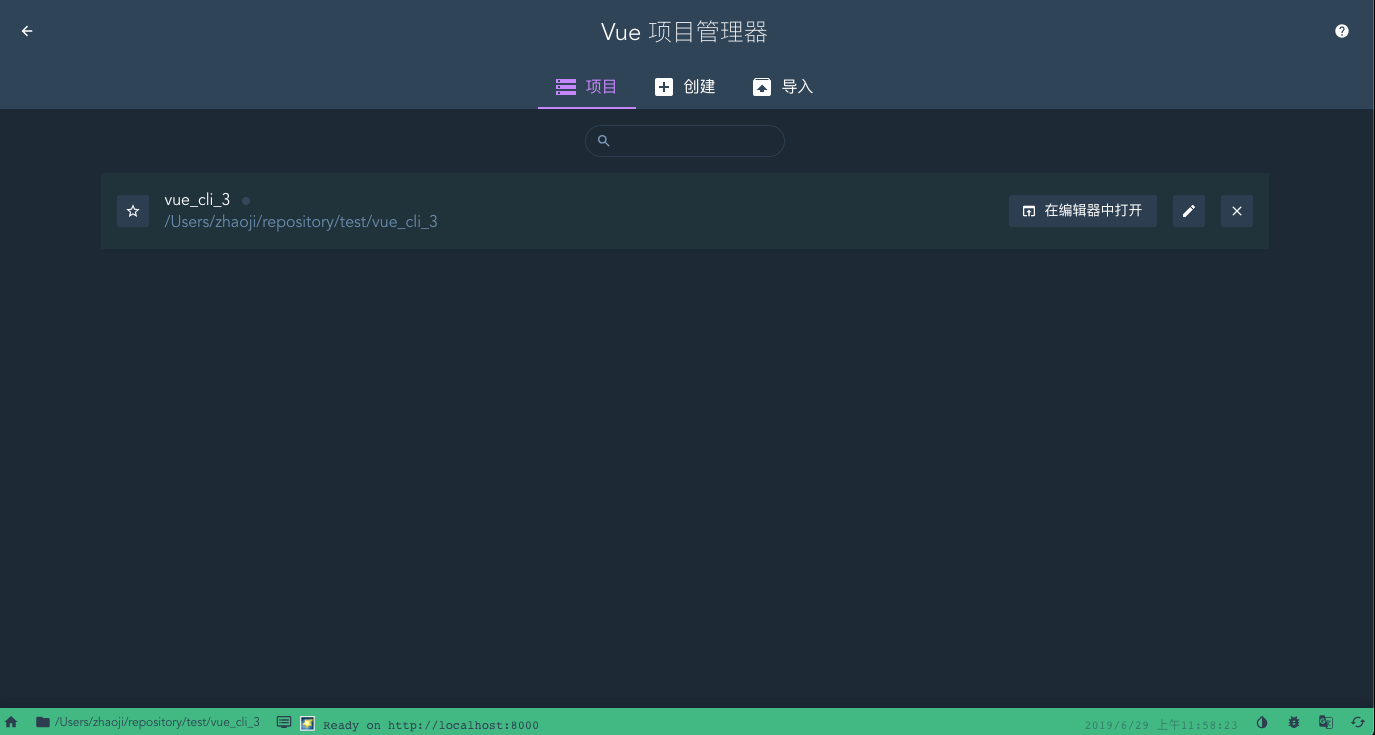 Vue 项目管理器
项目 创建 导入
vue_cli_3
/Users/zhaoji/repository/test/vue_cli_3
在编辑器中打开
/Users/zhaoji/repository/test/vue_cli_3 Ready on http://localhost:8000 2019/6/29 上午11:58:23